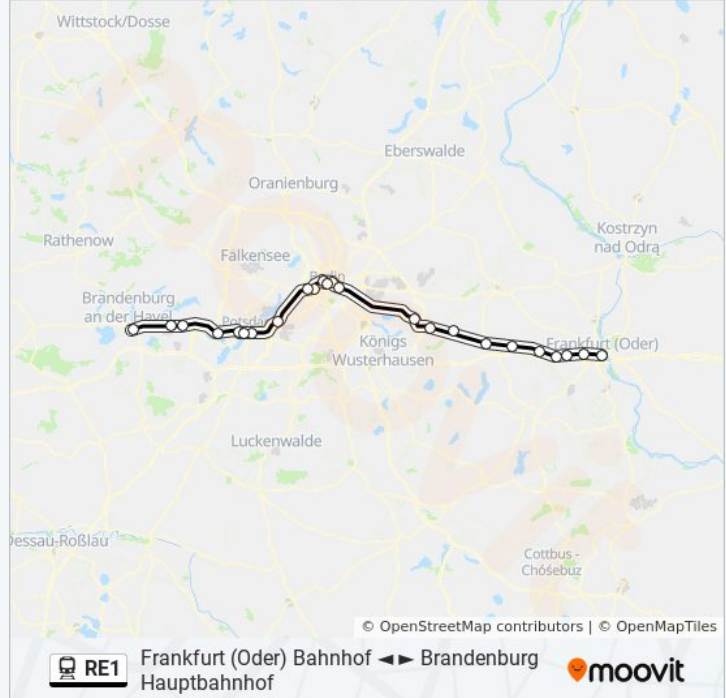 Wittstock/Dosse
Eberswalde
Oranienburg
Kostrzyn
nad Odrą
Rathenow
Falkensee
Berlin
Brandenburg
an der Havel
Potsdam
Königs
Wusterhausen
Frankfurt (Oder)
Luckenwalde
Dessau-Roßlau
Cottbus -
Chóśebuz
© OpenStreetMap contributors | © OpenMapTiles
RE1
Frankfurt (Oder) Bahnhof ◄► Brandenburg
Hauptbahnhof
moovit